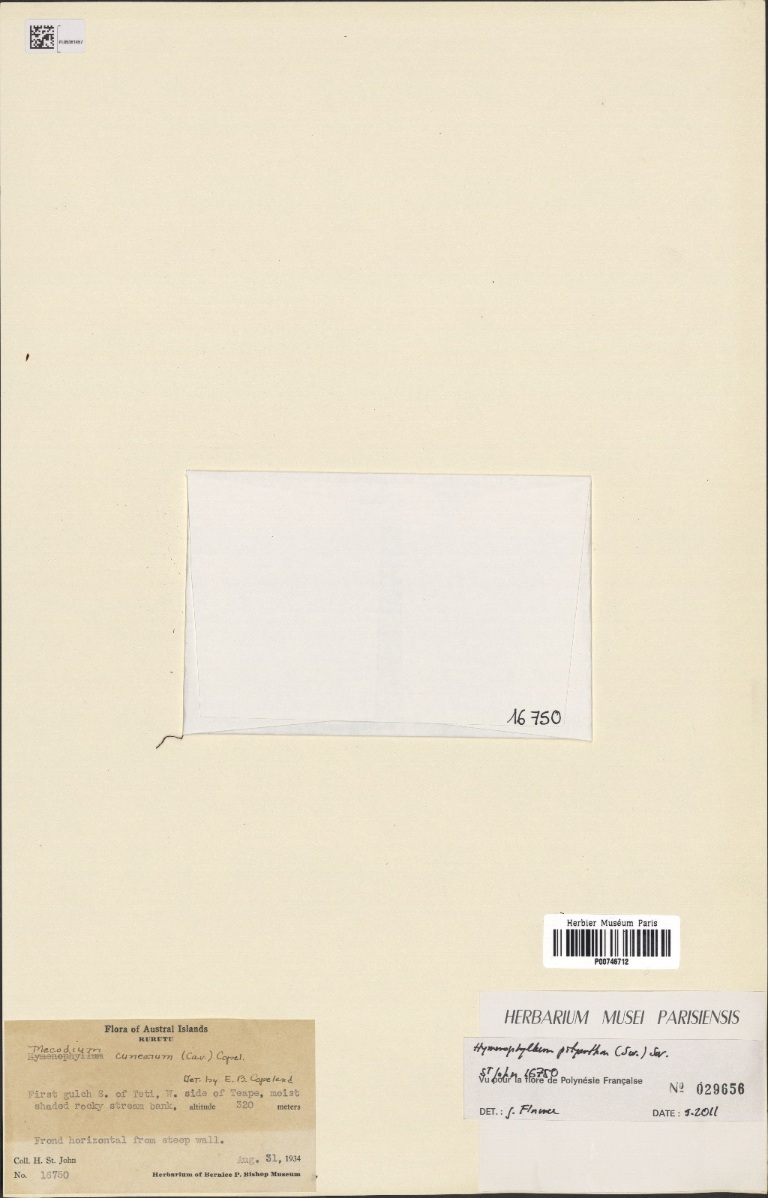 16 750
Herbier Muséum Paris
P00746712
HERBARIUM MUSEI PARISIENSIS
Hymenophyllum polyanthos (Sw.) Sw.
St John 16750
Vu pour la flore de Polynésie Française
Nº 029656
DET.: J. Florence DATE: 5-2011
Flora of Austral Islands
RURUTU
Mecodium
Hymenophyllum cuneatum (Cav.) Copel.
Det. by E. B. Copeland
First gulch S. of Toti, W. side of Teape, moist
shaded rocky stream bank, altitude 320 meters
Frond horizontal from steep wall.
Coll. H. St. John Aug. 31, 1934
No. 16750 Herbarium of Bernice P. Bishop Museum